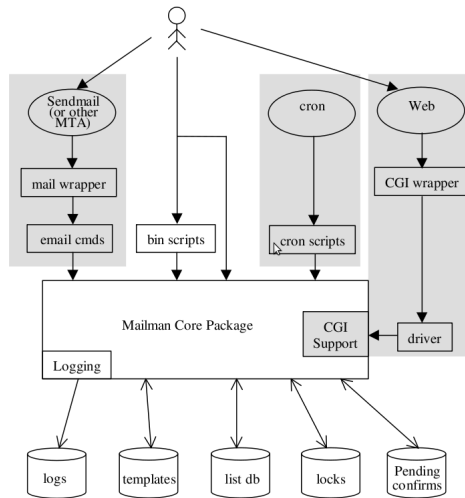 Sendmail
(or other
MTA)
cron
Web
mail wrapper
CGI wrapper
email cmds
bin scripts
cron scripts
Mailman Core Package
CGI
Support
driver
Logging
logs
templates
list db
locks
Pending
confirms